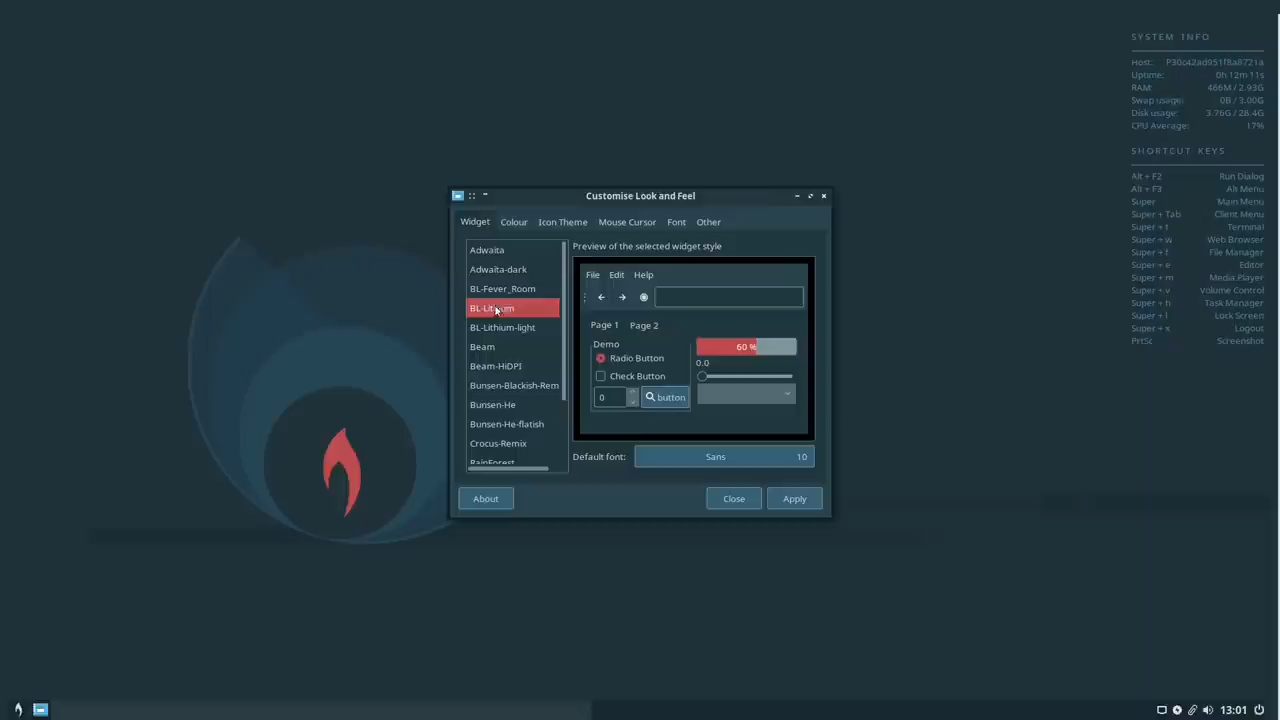 SYSTEM INFO
Host: P30c42ad951f8a8721a
Uptime: 0h 12m 11s
RAM: 466M / 2.93G
Swap usage: 0B / 3.00G
Disk usage: 3.76G / 28.4G
CPU Average: 17%
SHORTCUT KEYS
Alt + F2 Run Dialog
Alt + F3 Alt Menu
Super Main Menu
Super + Tab Client Menu
Super + t Terminal
Super + w Web Browser
Super + f File Manager
Super + e Editor
Super + m Media Player
Super + v Volume Control
Super + h Task Manager
Super + l Lock Screen
Super + x Logout
PrtSc Screenshot
Customise Look and Feel
Widget Colour Icon Theme Mouse Cursor Font Other
Adwaita
Adwaita-dark
BL-Fever_Room
BL-Lithium
BL-Lithium-light
Beam
Beam-HiDPI
Bunsen-Blackish-Rem
Bunsen-He
Bunsen-He-flatish
Crocus-Remix
RainForest
Preview of the selected widget style
File Edit Help
Page 1 Page 2
Demo
Radio Button
Check Button
0 button
60 %
0.0
Default font: Sans 10
About Close Apply
13:01